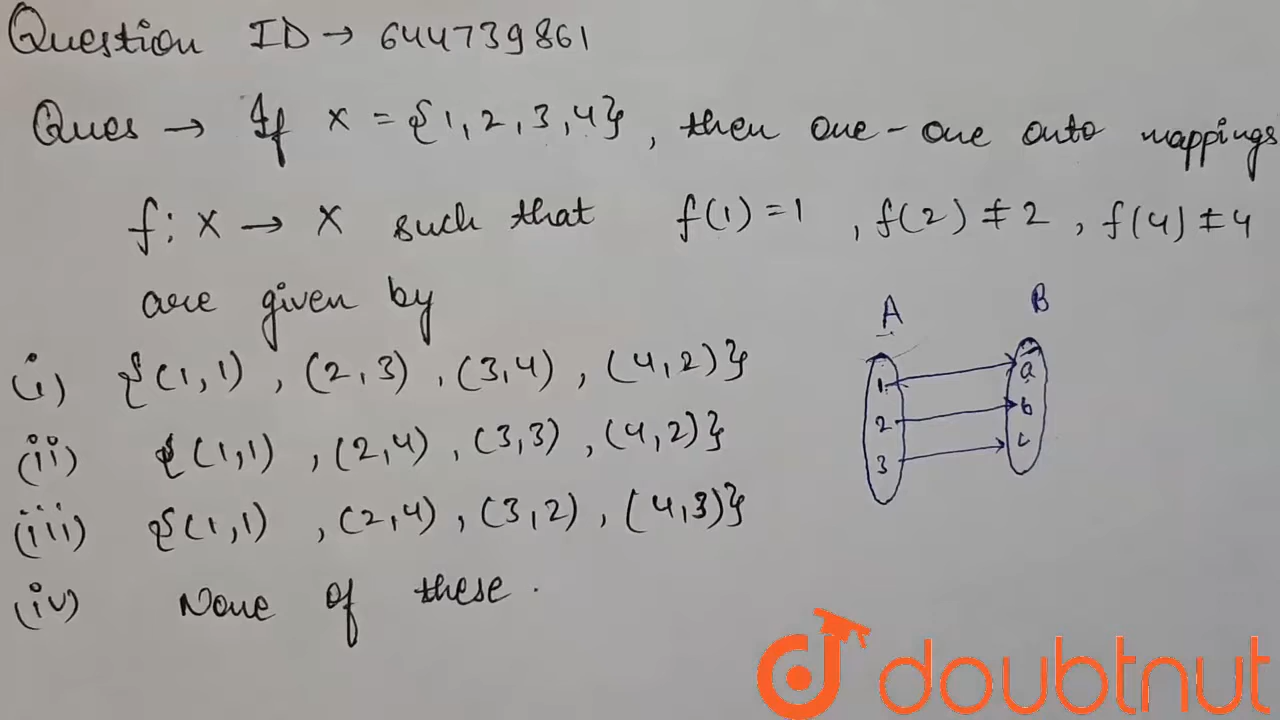 Question ID → 644739861
Ques → If x = {1, 2, 3, 4}, then one-one onto mappings
f: x → x such that f(1) = 1, f(2) ≠ 2, f(4) ≠ 4
are given by
(i) {(1,1), (2,3), (3,4), (4,2)}
(ii) {(1,1), (2,4), (3,3), (4,2)}
(iii) {(1,1), (2,4), (3,2), (4,3)}
(iv) None of these.
A B
1 a
2 b
3 c
doubtnut